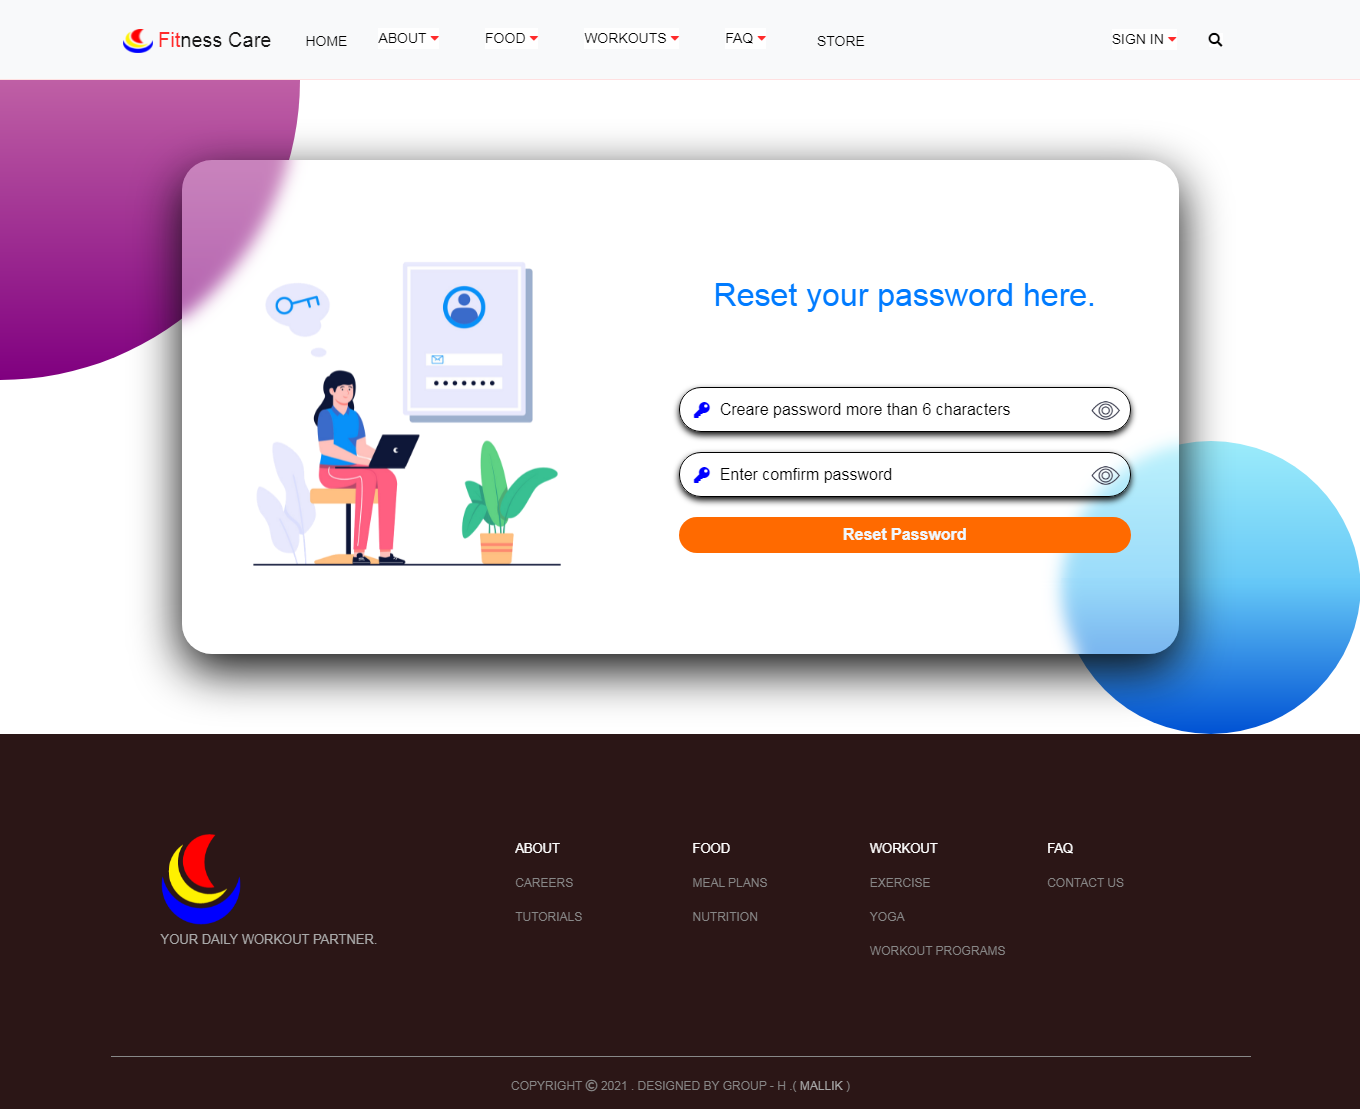 Fitness Care HOME ABOUT FOOD WORKOUTS FAQ STORE SIGN IN
Reset your password here.
Creare password more than 6 characters
Enter comfirm password
Reset Password
ABOUT FOOD WORKOUT FAQ
CAREERS MEAL PLANS EXERCISE CONTACT US
TUTORIALS NUTRITION YOGA
YOUR DAILY WORKOUT PARTNER.
WORKOUT PROGRAMS
COPYRIGHT © 2021 . DESIGNED BY GROUP - H .( MALLIK )